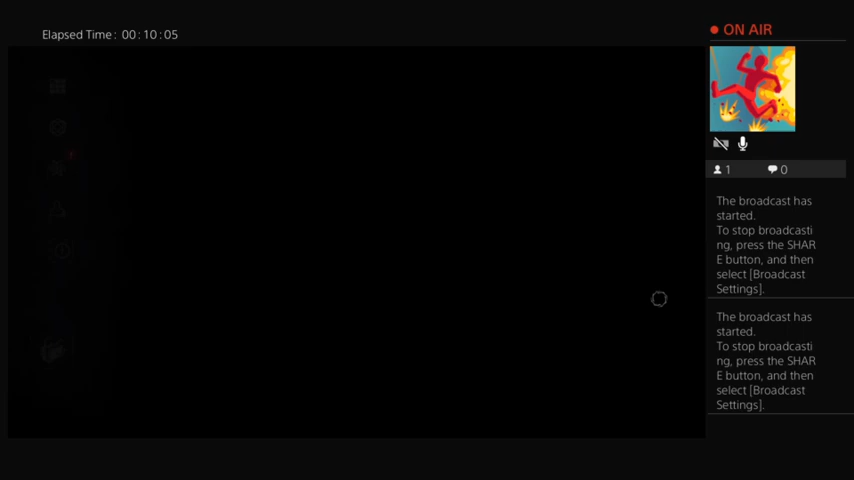 Elapsed Time: 00:10:05
ON AIR
1
0
The broadcast has
started.
To stop broadcasti
ng, press the SHAR
E button, and then
select [Broadcast
Settings].
The broadcast has
started.
To stop broadcasti
ng, press the SHAR
E button, and then
select [Broadcast
Settings].